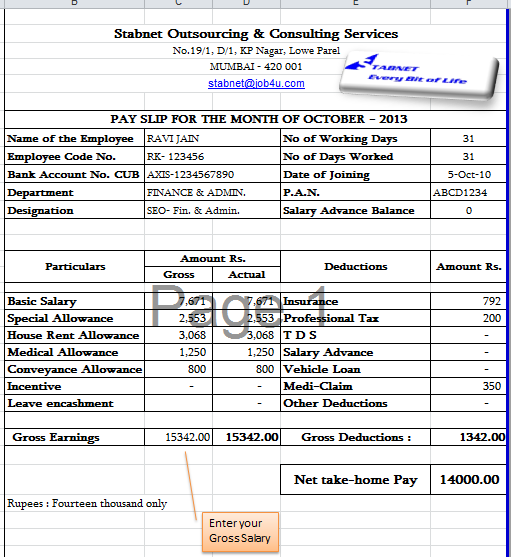 B C D E F
Stabnet Outsourcing & Consulting Services
No.19/1, D/1, KP Nagar, Lowe Parel
MUMBAI - 420 001
stabnet@job4u.com
STABNET
Every Bit of Life
PAY SLIP FOR THE MONTH OF OCTOBER - 2013
Name of the Employee RAVI JAIN No of Working Days 31
Employee Code No. RK- 123456 No of Days Worked 31
Bank Account No. CUB AXIS-1234567890 Date of Joining 5-Oct-10
Department FINANCE & ADMIN. P.A.N. ABCD1234
Designation SEO- Fin. & Admin. Salary Advance Balance 0
Particulars Amount Rs. Deductions Amount Rs.
Gross Actual
Basic Salary 7,671 7,671 Insurance 792
Special Allowance 2,553 2,553 Professional Tax 200
House Rent Allowance 3,068 3,068 T D S -
Medical Allowance 1,250 1,250 Salary Advance -
Conveyance Allowance 800 800 Vehicle Loan -
Incentive - - Medi-Claim 350
Leave encashment - - Other Deductions -
Page 1
Gross Earnings 15342.00 15342.00 Gross Deductions : 1342.00
Net take-home Pay 14000.00
Rupees : Fourteen thousand only
Enter your
Gross Salary